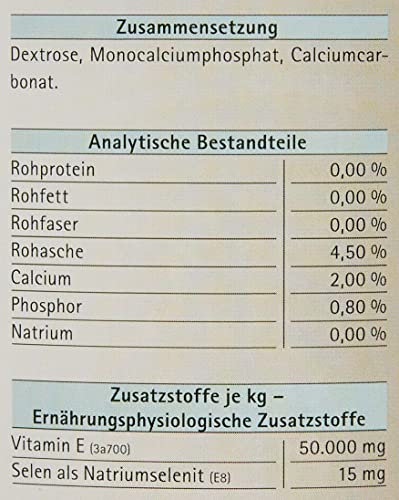 Zusammensetzung
Dextrose, Monocalciumphosphat, Calciumcar-
bonat.
Analytische Bestandteile
Rohprotein 0,00 %
Rohfett 0,00 %
Rohfaser 0,00 %
Rohasche 4,50 %
Calcium 2,00 %
Phosphor 0,80 %
Natrium 0,00 %
Zusatzstoffe je kg –
Ernährungsphysiologische Zusatzstoffe
Vitamin E (3a700) 50.000 mg
Selen als Natriumselenit (E8) 15 mg